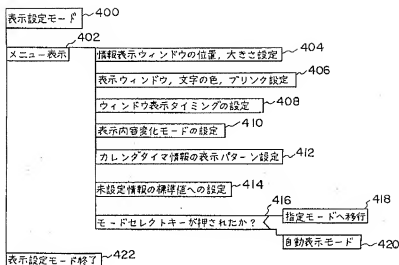 表示設定モード 400
402
メニュー表示
情報表示ウィンドウの位置,大きさ設定 404
表示ウィンドウ,文字の色,ブリンク設定 406
ウィンドウ表示タイミングの設定 408
表示内容変化モードの設定 410
カレンダタイマ情報の表示パターン設定 412
未設定情報の標準値への設定 414
モードセレクトキーが押されたか? 416
指定モードへ移行 418
自動表示モード 420
表示設定モード終了 422